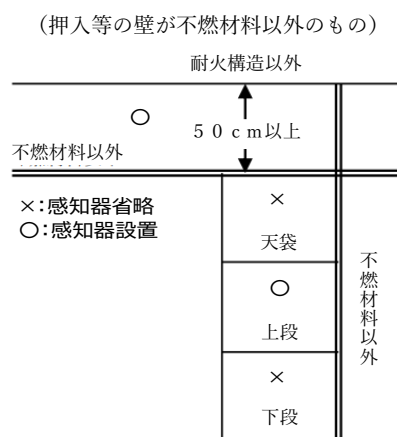 （押入等の壁が不燃材料以外のもの）
耐火構造以外
○
５０ｃｍ以上
不燃材料以外
×:感知器省略
○:感知器設置
×
天袋
○
上段
×
下段
不燃材料以外